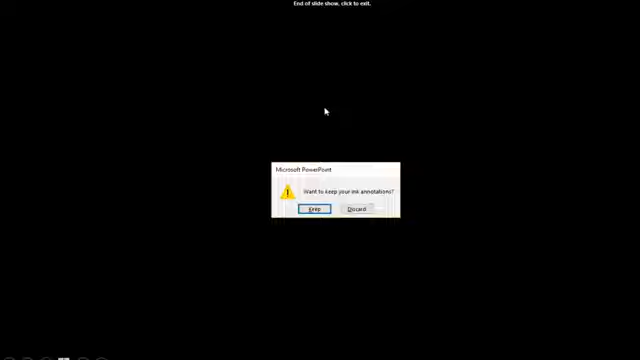 End of slide show, click to exit.
Microsoft PowerPoint
Want to keep your ink annotations?
Keep
Discard